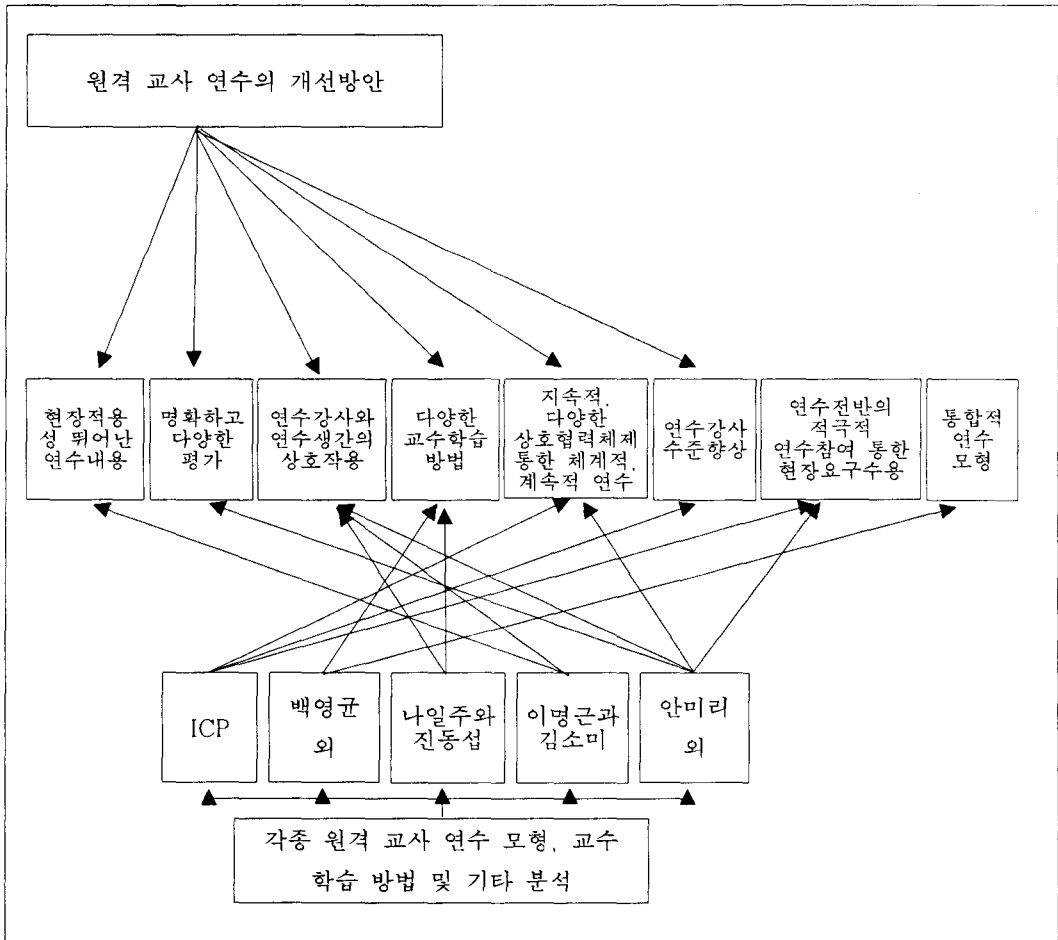 원격 교사 연수의 개선방안
현장적용
성 뛰어난
연수내용
명확하고
다양한
평가
연수강사와
연수생간의
상호작용
다양한
교수학습
방법
지속적,
다양한
상호협력체제
통한 체계적,
계속적 연수
연수강사
수준향상
연수전반의
적극적
연수참여 통한
현장요구수용
통합적
연수
모형
ICP
백영균
외
나일주와
진동섭
이명근과
김소미
안미리
외
각종 원격 교사 연수 모형, 교수
학습 방법 및 기타 분석